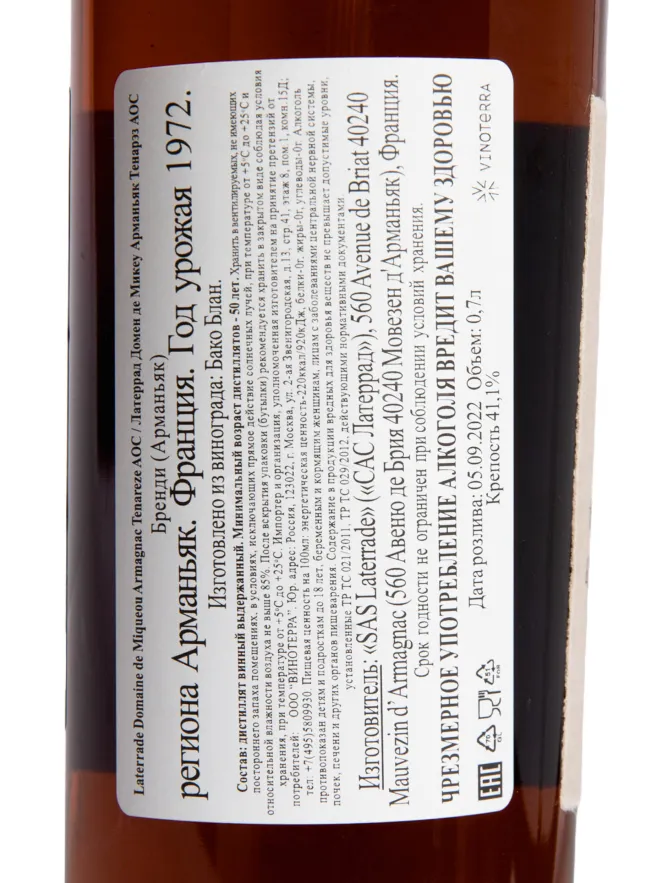 Laterrade Domaine de Miqueou Armagnac Tenareze AOC / Латеррад Домен де Микеу Арманьяк Тенарэз АОС
Бренди (Арманьяк)
региона Арманьяк. Франция. Год урожая 1972.
Изготовлено из винограда: Бако Блан.
Состав: дистиллят винный выдержанный. Минимальный возраст дистиллятов - 50 лет. Хранить в вентилируемых, не имеющих
постороннего запаха помещениях, в условиях, исключающих прямое действие солнечных лучей, при температуре от +5°С до +25°С и
относительной влажности воздуха не выше 85%. После вскрытия упаковки (бутылки) рекомендуется хранить в закрытом виде соблюдая условия
хранения, при температуре от +5°С до +25°С. Импортер и организация, уполномоченная изготовителем на принятие претензий от
потребителей: ООО "ВИНОТЕРРА". Юр. адрес: Россия, 123022, г. Москва, ул. 2-ая Звенигородская, д.13, стр 41, этаж 8, пом.1, комн.15Д;
тел. +7(495)5809930. Пищевая ценность на 100мл: энергетическая ценность-220ккал/920кДж, белки-0г, жиры-0г, углеводы-0г. Алкоголь
противопоказан детям и подросткам до 18 лет, беременным и кормящим женщинам, лицам с заболеваниями центральной нервной системы,
почек, печени и других органов пищеварения. Содержание в продукции вредных для здоровья веществ не превышает допустимые уровни,
установленные ТР ТС 021/2011, ТР ТС 029/2012, действующими нормативными документами
Изготовитель: «SAS Laterrade» («САС Латеррад»), 560 Avenue de Briat 40240
Mauvezin d'Armagnac (560 Авеню де Брия 40240 Мовезен д'Арманьяк), Франция.
Срок годности не ограничен при соблюдении условий хранения.
ЧРЕЗМЕРНОЕ УПОТРЕБЛЕНИЕ АЛКОГОЛЯ ВРЕДИТ ВАШЕМУ ЗДОРОВЬЮ
Дата розлива: 05.09.2022 Объем: 0,7л
Крепость 41,1%
VINOTERRA
EAC